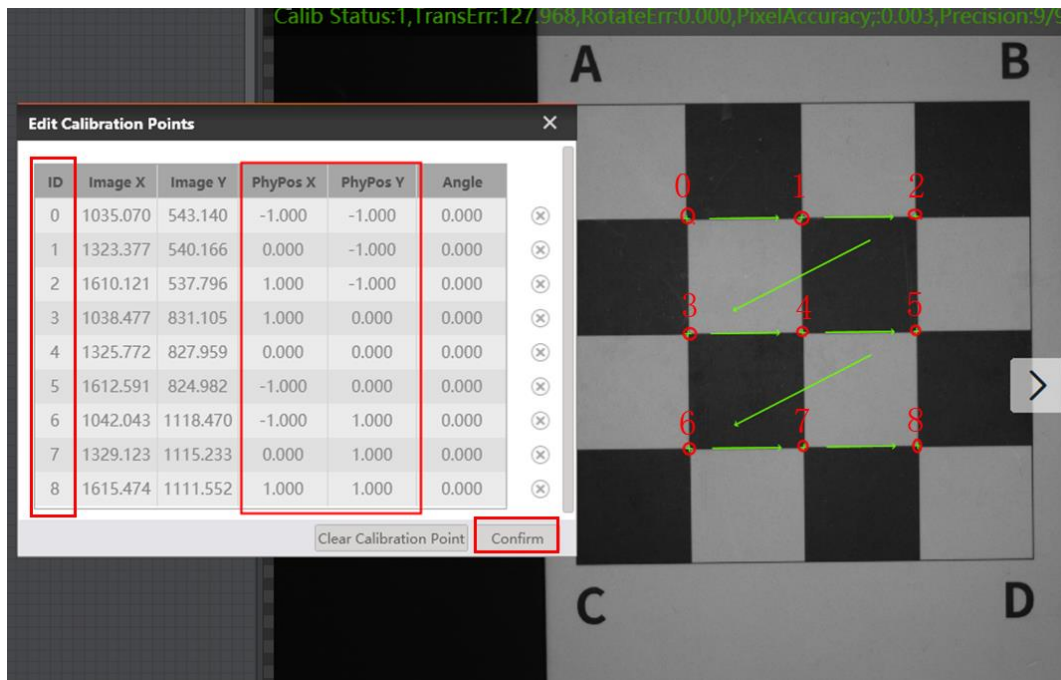 Calib Status:1,TransErr:127.968,RotateErr:0.000,PixelAccuracy;:0.003,Precision:9/9
A B
Edit Calibration Points
ID Image X Image Y PhyPos X PhyPos Y Angle
0 1035.070 543.140 -1.000 -1.000 0.000
1 1323.377 540.166 0.000 -1.000 0.000
2 1610.121 537.796 1.000 -1.000 0.000
3 1038.477 831.105 1.000 0.000 0.000
4 1325.772 827.959 0.000 0.000 0.000
5 1612.591 824.982 -1.000 0.000 0.000
6 1042.043 1118.470 -1.000 1.000 0.000
7 1329.123 1115.233 0.000 1.000 0.000
8 1615.474 1111.552 1.000 1.000 0.000
Clear Calibration Point Confirm
0 1 2
3 4 5
6 7 8
C D